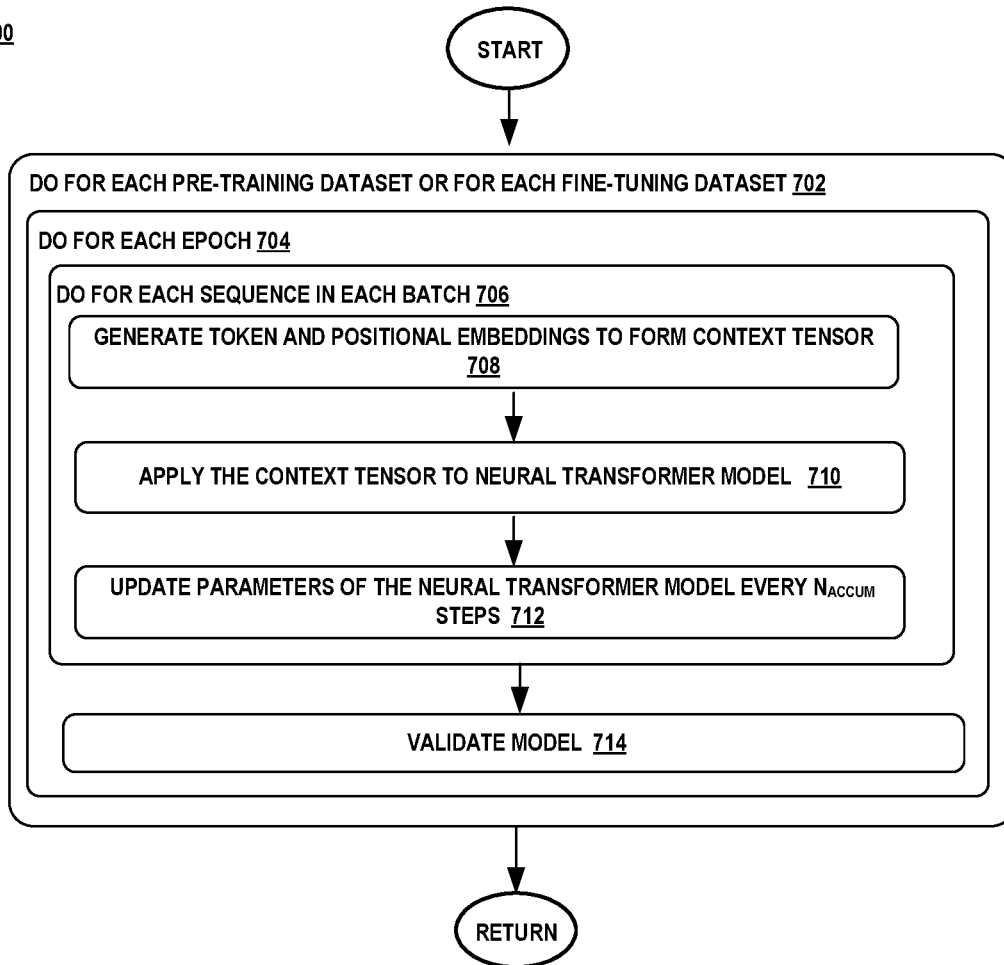 00
START
DO FOR EACH PRE-TRAINING DATASET OR FOR EACH FINE-TUNING DATASET 702
DO FOR EACH EPOCH 704
DO FOR EACH SEQUENCE IN EACH BATCH 706
GENERATE TOKEN AND POSITIONAL EMBEDDINGS TO FORM CONTEXT TENSOR
708
APPLY THE CONTEXT TENSOR TO NEURAL TRANSFORMER MODEL 710
UPDATE PARAMETERS OF THE NEURAL TRANSFORMER MODEL EVERY NACCUM
STEPS 712
VALIDATE MODEL 714
RETURN